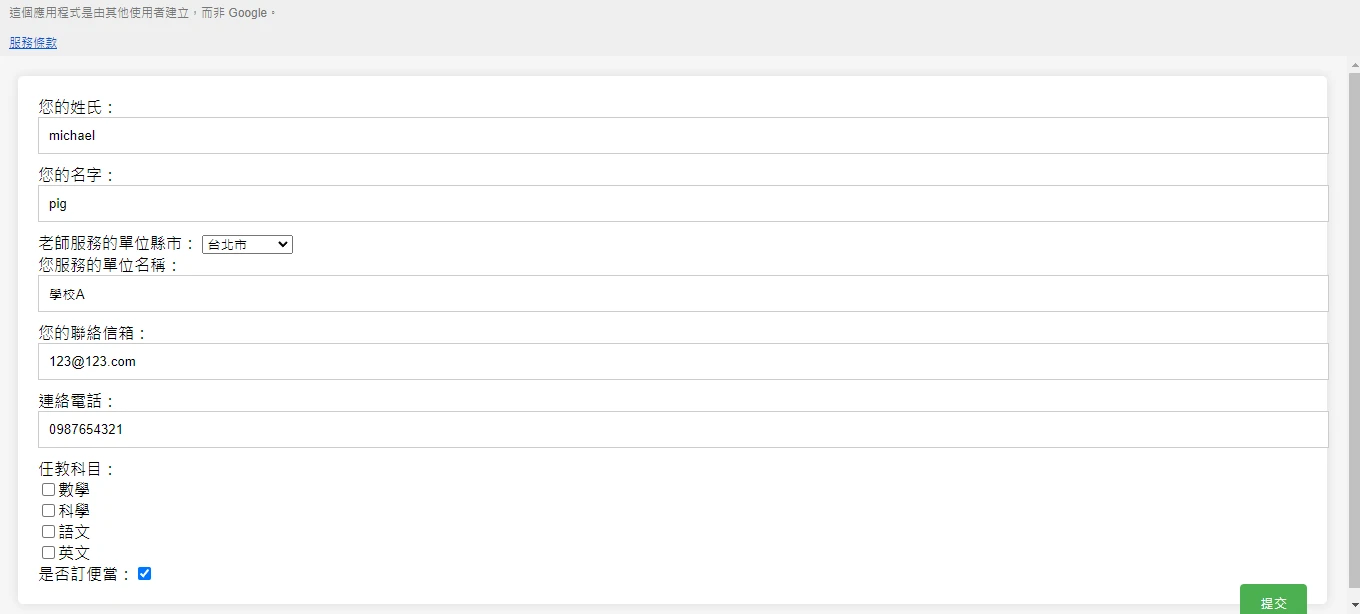 這個應用程式是由其他使用者建立，而非 Google。
服務條款
您的姓氏：
michael
您的名字：
pig
老師服務的單位縣市： 台北市
您服務的單位名稱：
學校A
您的聯絡信箱：
123@123.com
連絡電話：
0987654321
任教科目：
數學
科學
語文
英文
是否訂便當：
提交